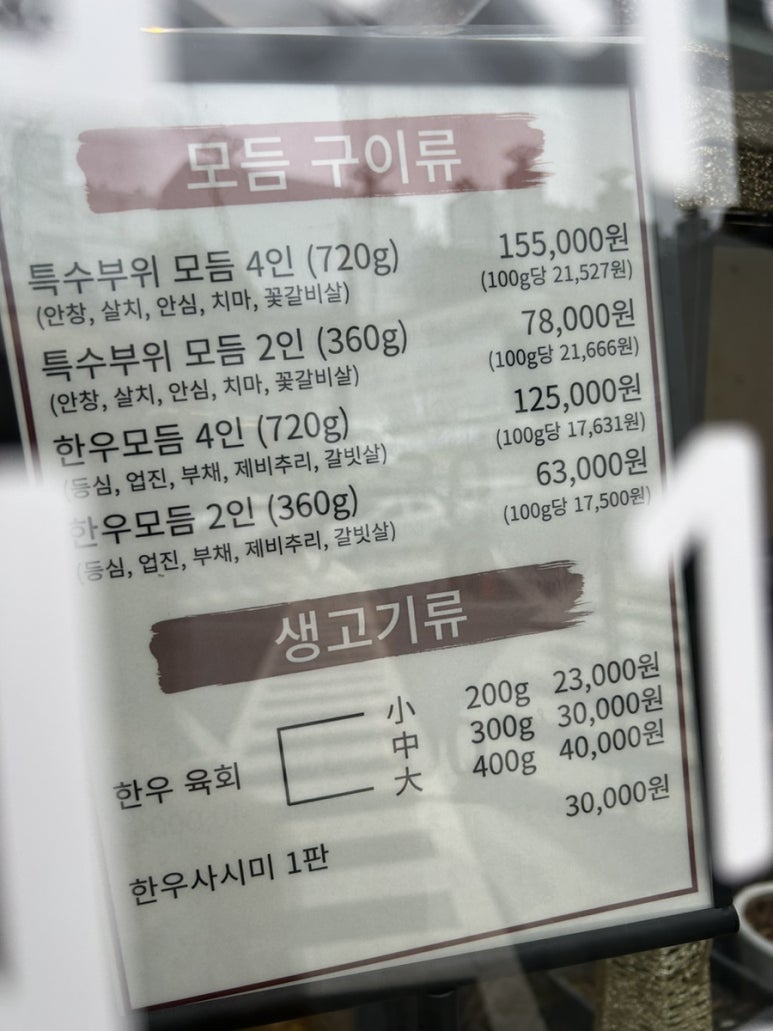 모듬 구이류
특수부위 모듬 4인 (720g) 155,000원
(안창, 살치, 안심, 치마, 꽃갈비살) (100g당 21,527원)
특수부위 모듬 2인 (360g) 78,000원
(안창, 살치, 안심, 치마, 꽃갈비살) (100g당 21,666원)
한우모듬 4인 (720g) 125,000원
(등심, 업진, 부채, 제비추리, 갈빗살) (100g당 17,631원)
한우모듬 2인 (360g) 63,000원
(등심, 업진, 부채, 제비추리, 갈빗살) (100g당 17,500원)
생고기류
小 200g 23,000원
한우 육회 中 300g 30,000원
大 400g 40,000원
한우사시미 1판 30,000원
1